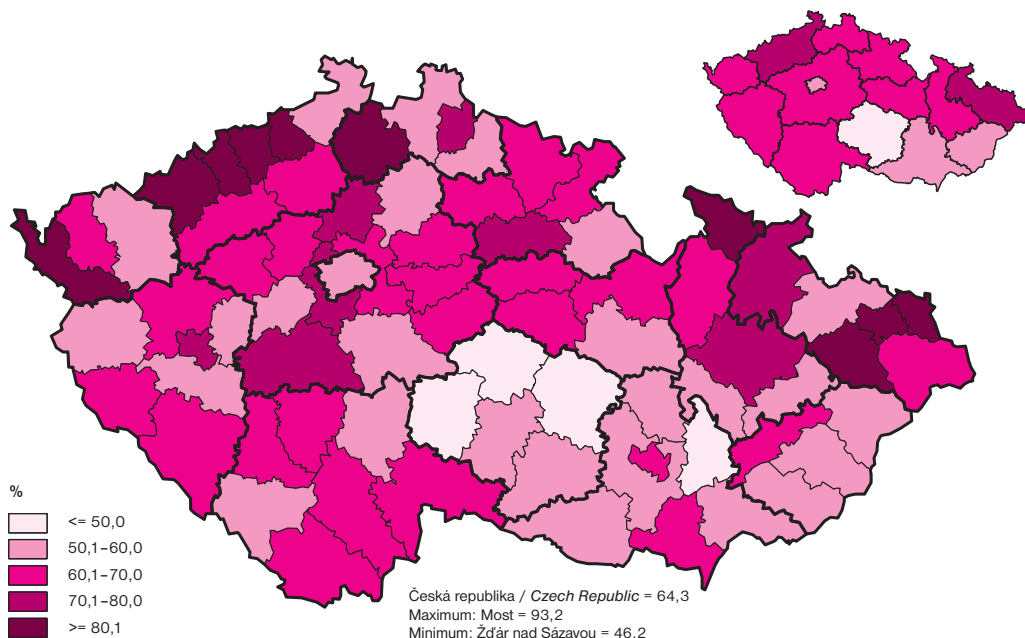 %
<= 50,0
50,1–60,0
60,1–70,0
70,1–80,0
>= 80,1
Česká republika / Czech Republic = 64,3
Maximum: Most = 93,2
Minimum: Žďár nad Sázavou = 46,2